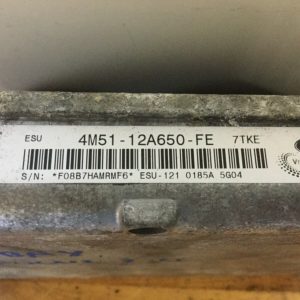 ESU 4M51-12A650-FE 7TKE
S/N: *F08B7HAMRMF6* ESU-121 0185A 5G04